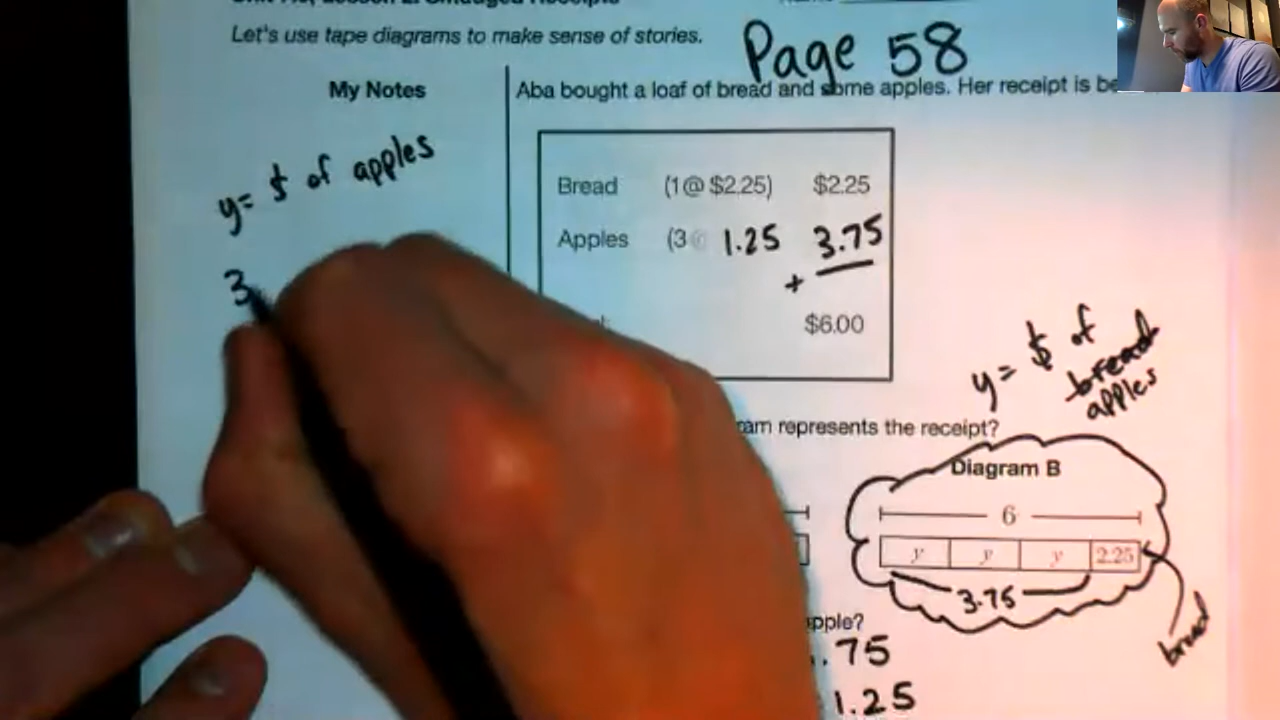 Let's use tape diagrams to make sense of stories.
Page 58
My Notes
Aba bought a loaf of bread and some apples. Her receipt is be
y= $ of apples
3
Bread (1@ $2.25) $2.25
Apples (3@ 1.25 3.75
+
$6.00
y= $ of
bread
apples
represents the receipt?
Diagram B
6
y y y 2.25
3.75
bread
.75
1.25